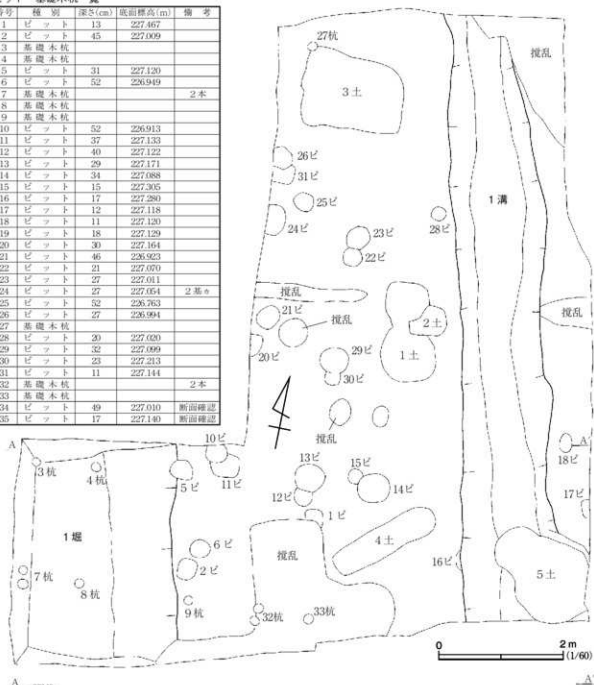 番号 種別 深さ(cm) 底面標高(m) 備考
1 ピット 13 227.467
2 ピット 45 227.009
3 基礎木杭
4 基礎木杭
5 ピット 31 227.120
6 ピット 52 226.949
7 基礎木杭 2本
8 基礎木杭
9 基礎木杭
10 ピット 52 226.913
11 ピット 37 227.133
12 ピット 40 227.122
13 ピット 29 227.171
14 ピット 34 227.088
15 ピット 15 227.305
16 ピット 17 227.280
17 ピット 12 227.118
18 ピット 11 227.120
19 ピット 18 227.129
20 ピット 30 227.164
21 ピット 46 226.923
22 ピット 21 227.070
23 ピット 27 227.011
24 ピット 27 227.054 2基
25 ピット 52 226.763
26 ピット 27 226.994
27 基礎木杭
28 ピット 20 227.020
29 ピット 32 227.099
30 ピット 23 227.213
31 ピット 11 227.144
32 基礎木杭 2本
33 基礎木杭
34 ピット 49 227.010 断面確認
35 ピット 17 227.140 断面確認
27杭
3土
撹乱
26ピ
31ピ
25ピ
24ピ
23ピ
22ピ
28ピ
1溝
撹乱
21ピ
撹乱
20ピ
2土
1土
撹乱
29ピ
30ピ
撹乱
A
A'
10ピ
3杭
4杭
5ピ
11ピ
13ピ
15ピ
12ピ
14ピ
18ピ
17ピ
1ピ
1堀
6ピ
撹乱
4土
2ピ
16ピ
5土
7杭
8杭
9杭
32杭
33杭
0 2m
(1/60)
A
A'